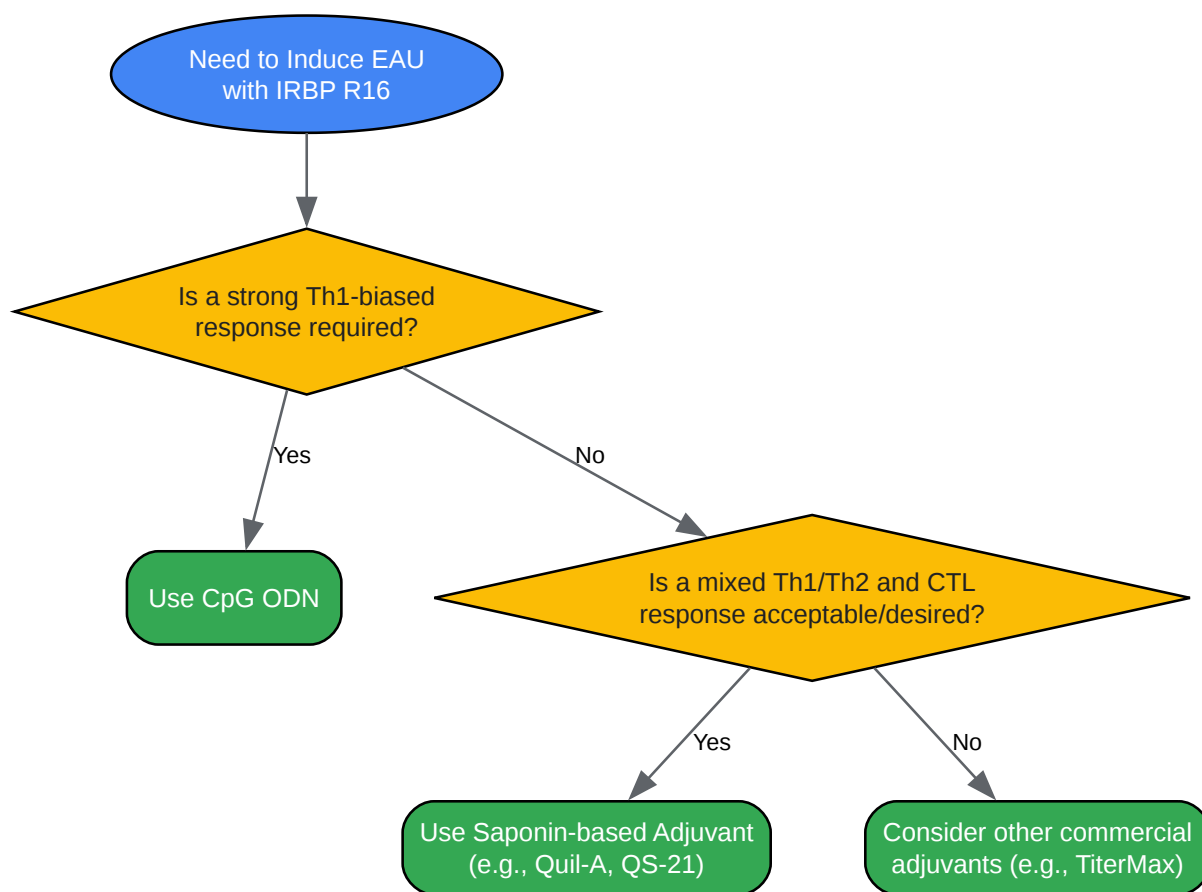 Need to Induce EAU
with IRBP R16
Is a strong Th1-biased
response required?
Yes
No
Use CpG ODN
Is a mixed Th1/Th2 and CTL
response acceptable/desired?
Yes
No
Use Saponin-based Adjuvant
(e.g., Quil-A, QS-21)
Consider other commercial
adjuvants (e.g., TiterMax)